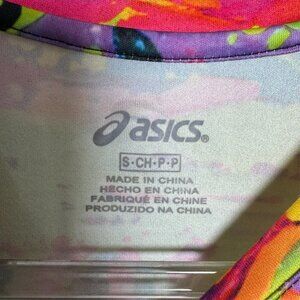 asics®
S·CH·P·P
MADE IN CHINA
HECHO EN CHINA
FABRIQUÉ EN CHINE
PRODUZIDO NA CHINA